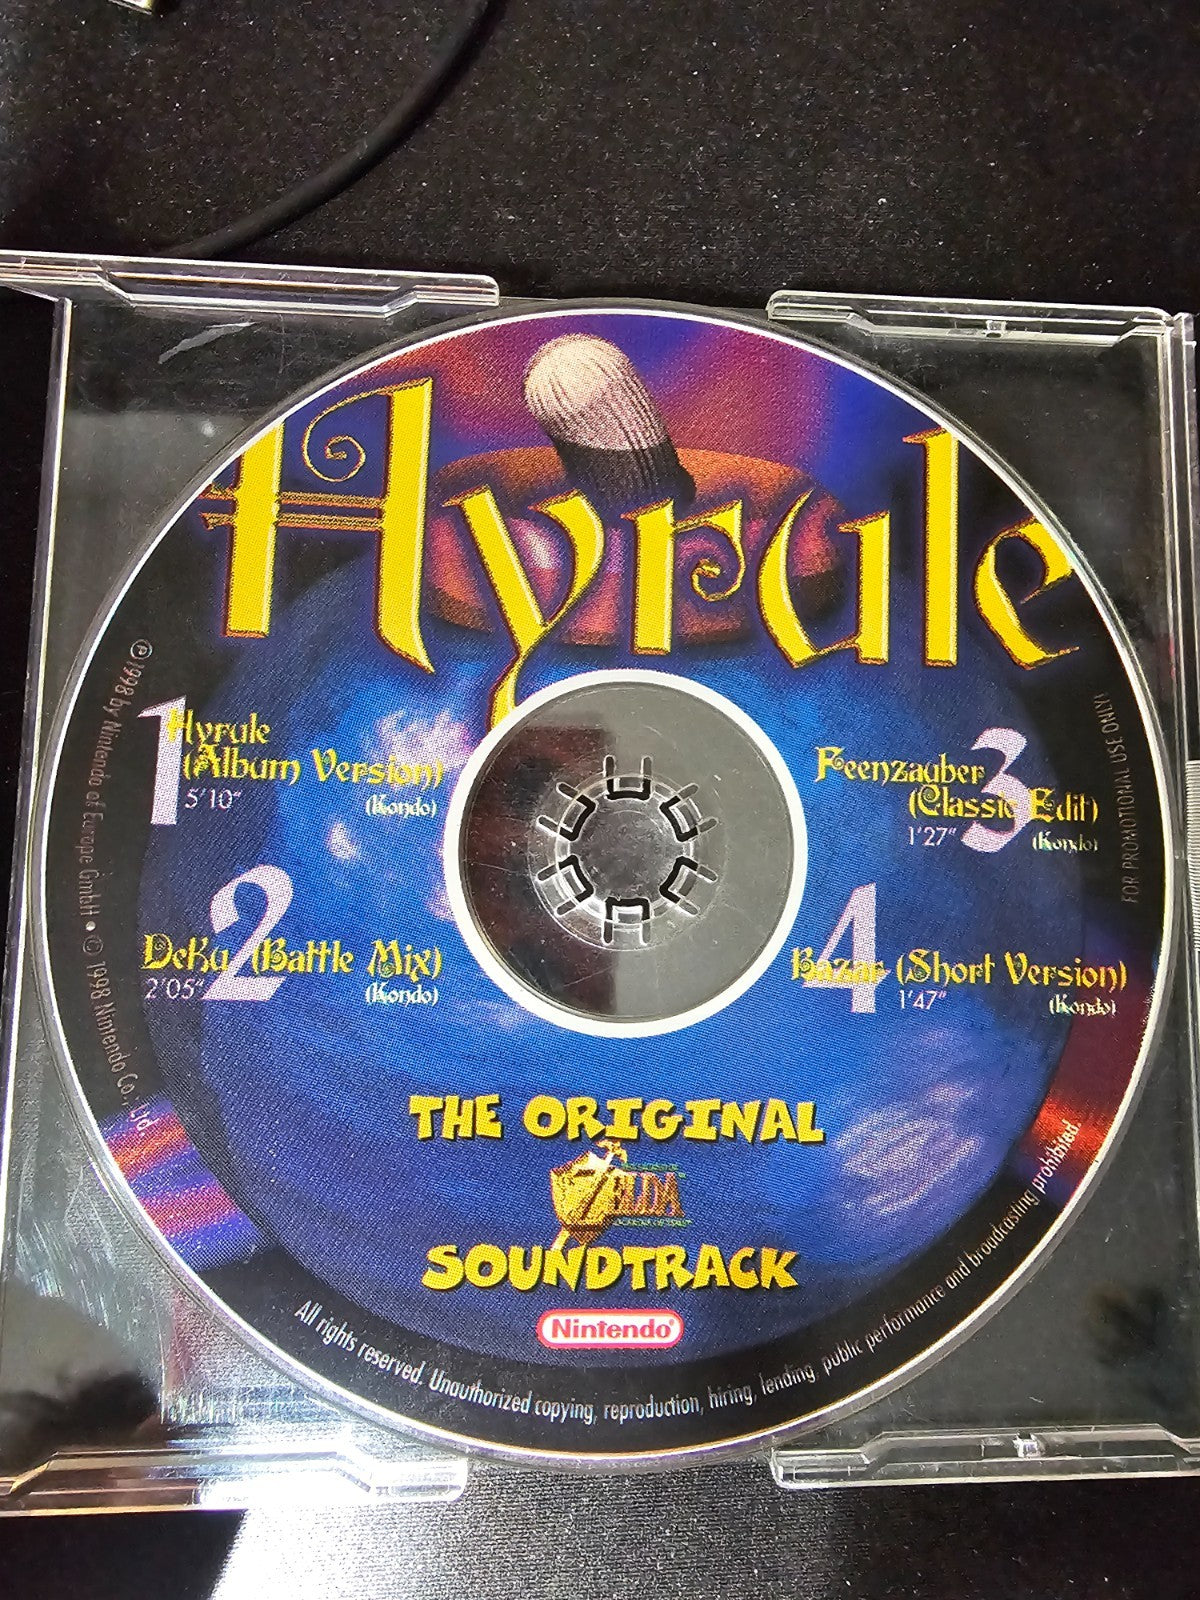 Hyrule
1
Hyrule
(Album Version)
5'10"
(Kondo)
2
Deku (Battle Mix)
2'05"
(Kondo)
3
Feenzauber
(Classic Edit)
1'27"
(Kondo)
4
Bazar (Short Version)
1'47"
(Kondo)
THE ORIGINAL
ZELDA
SOUNDTRACK
Nintendo®
℗ 1998 by Nintendo of Europe GmbH • © 1998 Nintendo Co., Ltd.
FOR PROMOTIONAL USE ONLY!
All rights reserved. Unauthorized copying, reproduction, hiring, lending, public performance and broadcasting prohibited.